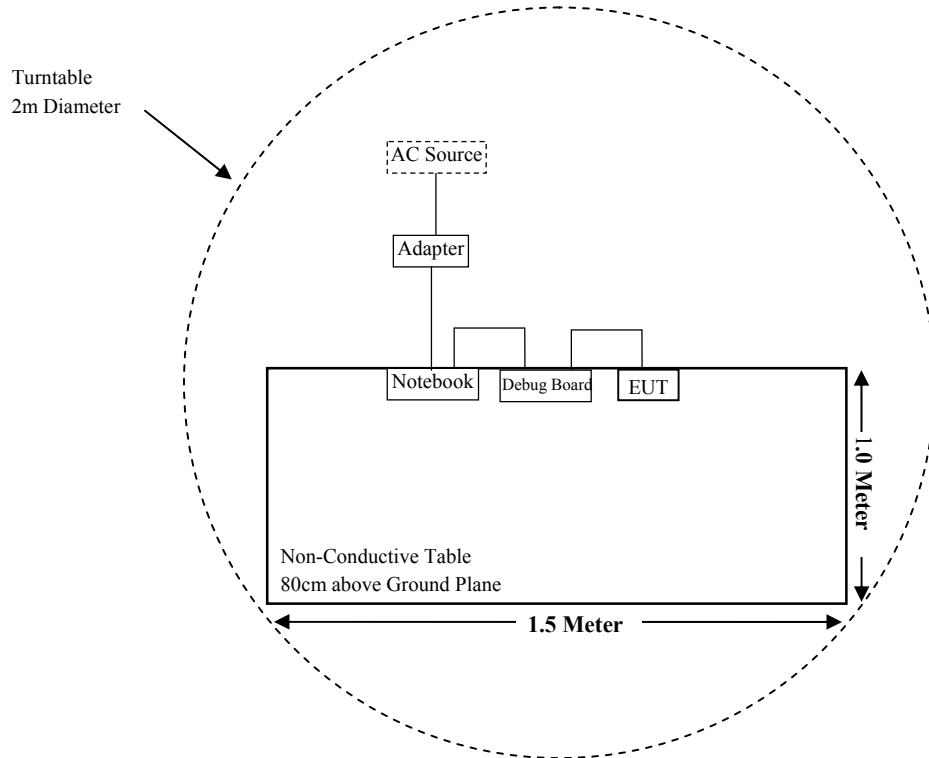 Turntable
2m Diameter
AC Source
Adapter
Notebook
Debug Board
EUT
1.0 Meter
Non-Conductive Table
80cm above Ground Plane
1.5 Meter